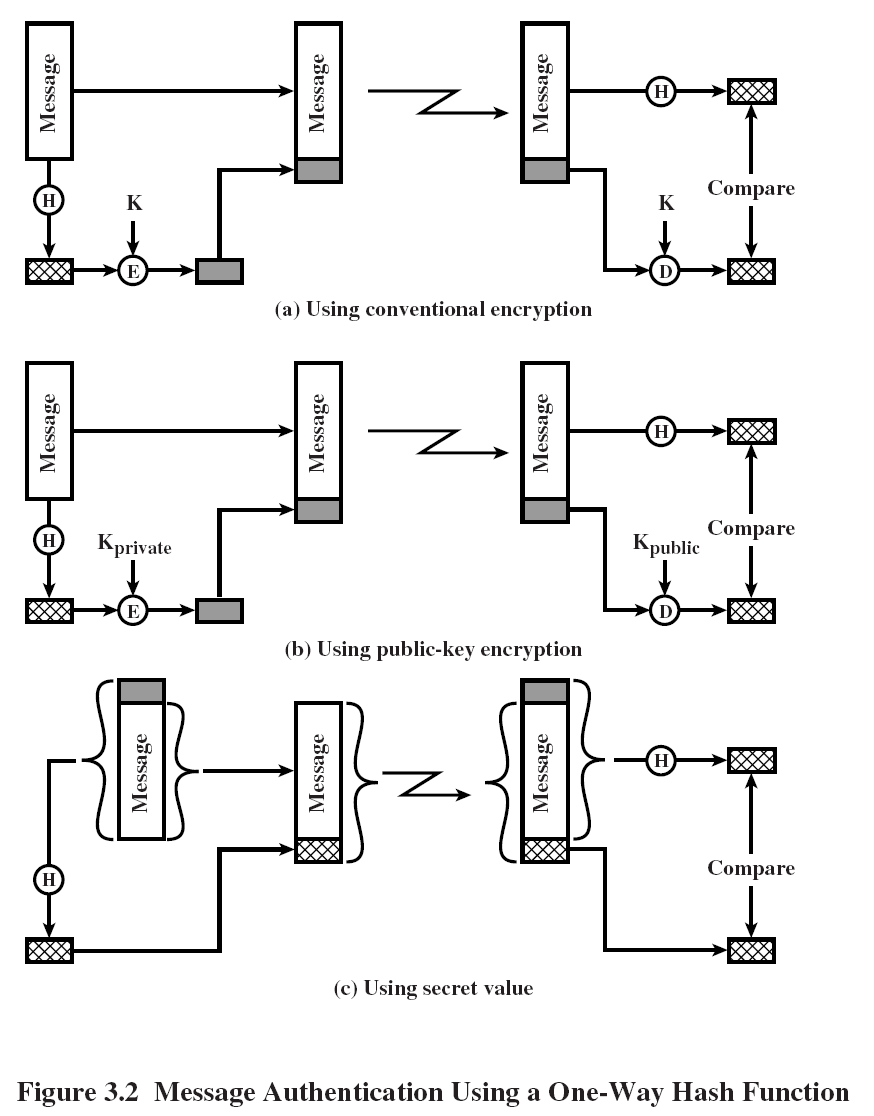 Message
Message
Message
H
Compare
H
K
K
E
D
(a) Using conventional encryption
Message
Message
Message
H
Compare
H
Kprivate
Kpublic
E
D
(b) Using public-key encryption
Message
Message
Message
H
Compare
H
(c) Using secret value
Figure 3.2 Message Authentication Using a One-Way Hash Function